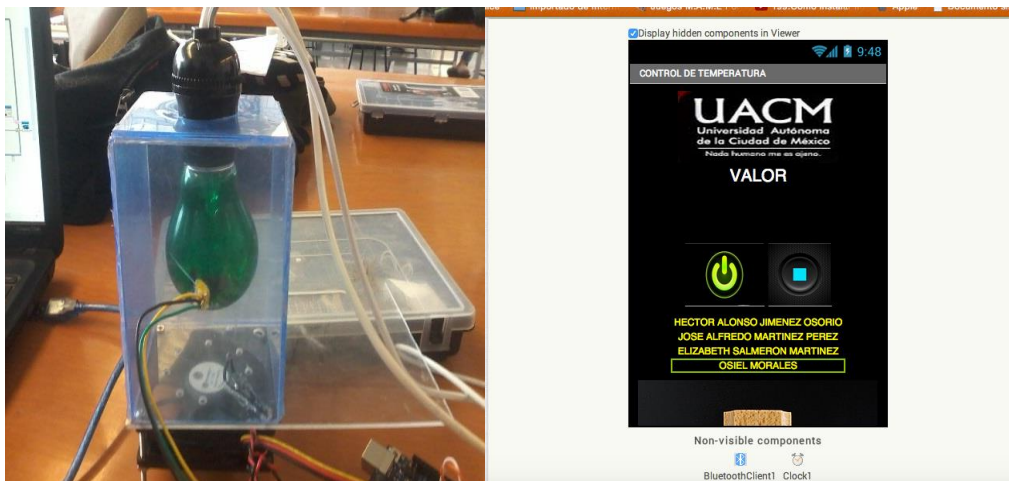 Display hidden components in Viewer
9:48
CONTROL DE TEMPERATURA
UACM
Universidad Autónoma
de la Ciudad de México
Nada humano me es ajeno.
VALOR
HECTOR ALONSO JIMENEZ OSORIO
JOSE ALFREDO MARTINEZ PEREZ
ELIZABETH SALMERON MARTINEZ
OSIEL MORALES
Non-visible components
BluetoothClient1 Clock1